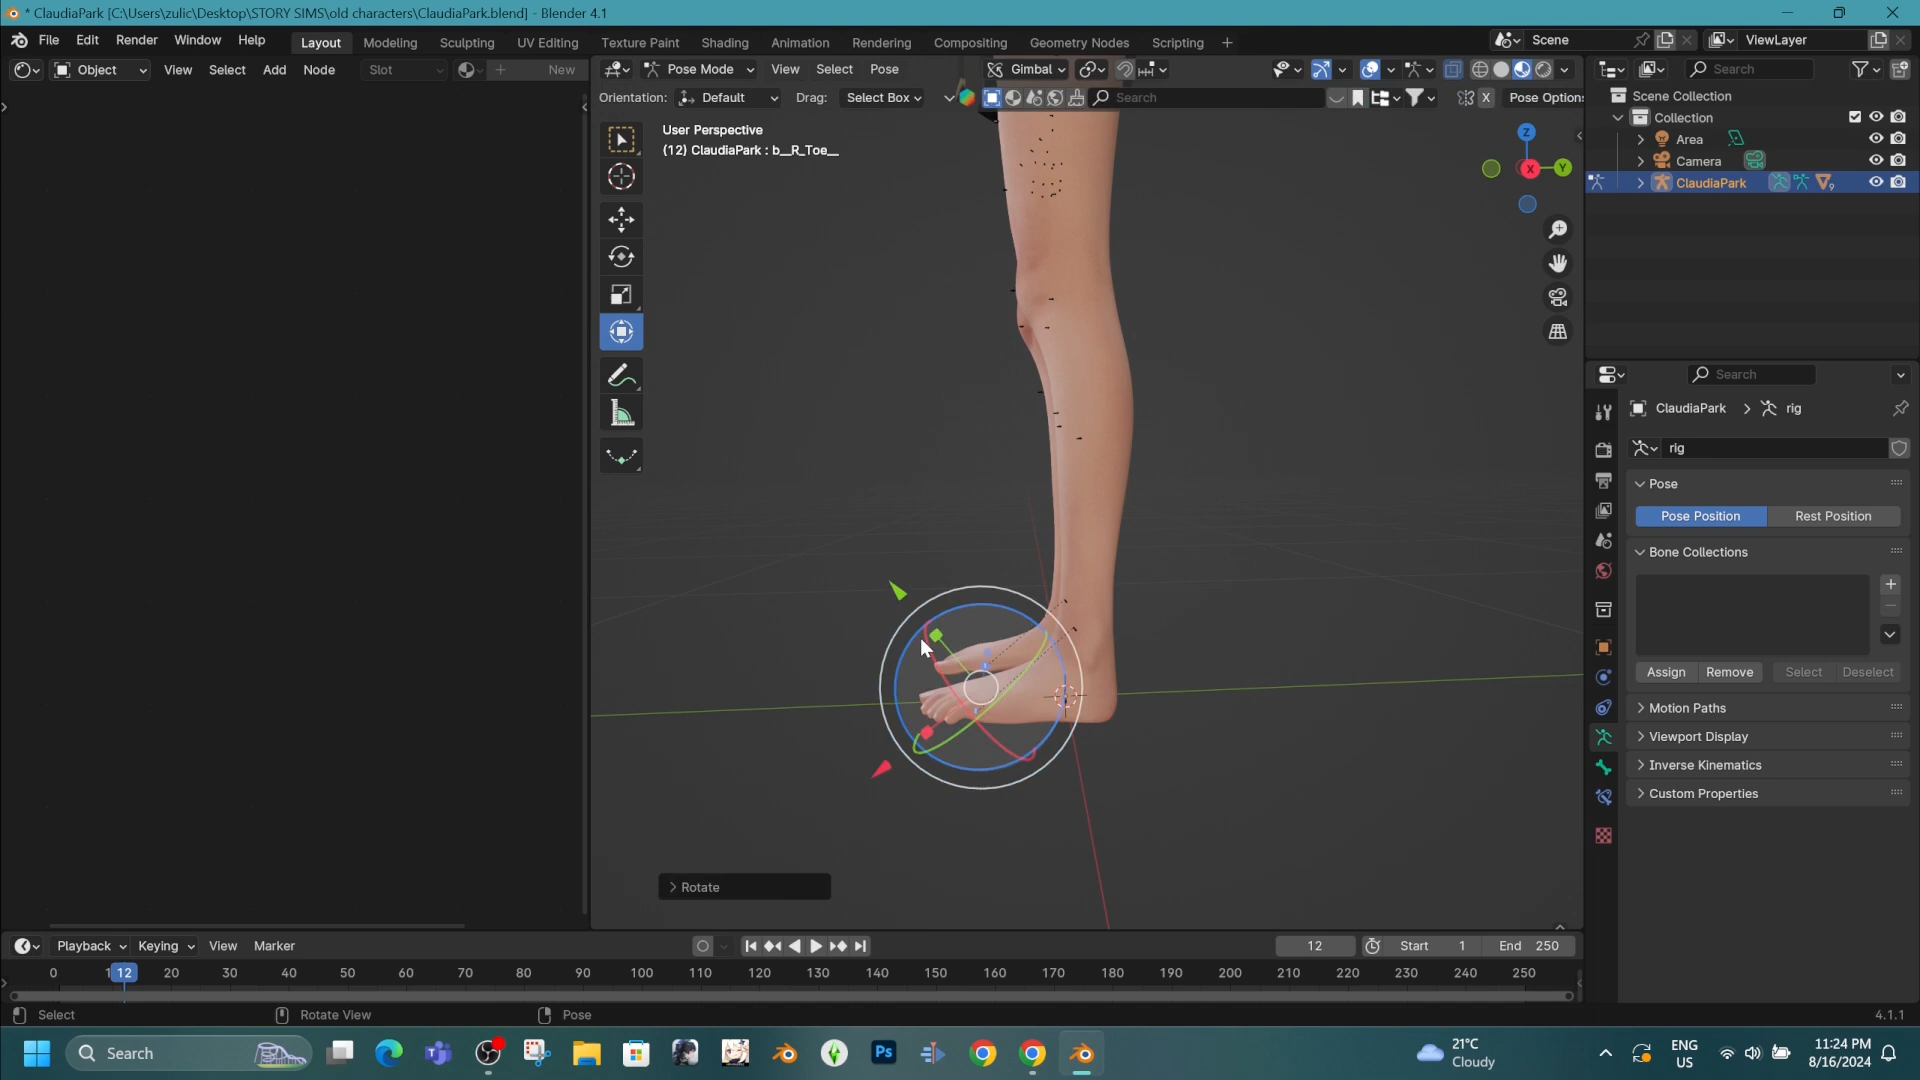 * ClaudiaPark [C:\Users\zulic\Desktop\STORY SIMS\old characters\ClaudiaPark.blend] - Blender 4.1
File Edit Render Window Help Layout Modeling Sculpting UV Editing Texture Paint Shading Animation Rendering Compositing Geometry Nodes Scripting + Scene ViewLayer
Object View Select Add Node Slot New Pose Mode View Select Pose Gimbal Search
Orientation: Default Drag: Select Box Search X Pose Options
Scene Collection
Collection
Area
Camera
ClaudiaPark
User Perspective
(12) ClaudiaPark : b__R_Toe__
Z
X
Y
Search
ClaudiaPark > rig
rig
Pose
Pose Position Rest Position
Bone Collections
Assign Remove Select Deselect
Motion Paths
Viewport Display
Inverse Kinematics
Custom Properties
Rotate
Playback Keying View Marker 12 Start 1 End 250
0 1 12 20 30 40 50 60 70 80 90 100 110 120 130 140 150 160 170 180 190 200 210 220 230 240 250
Select Rotate View Pose 4.1.1
Search Ps 21°C Cloudy ENG US 11:24 PM 8/16/2024